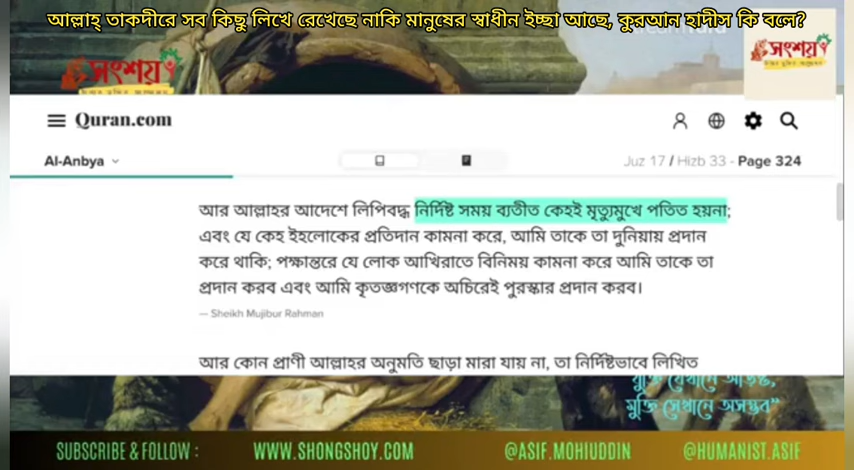 আল্লাহ্ তাকদীরে সব কিছু লিখে রেখেছে নাকি মানুষের স্বাধীন ইচ্ছা আছে, কুরআন হাদীস কি বলে?
সংশয়
সংশয়
Quran.com
Al-Anbya
Juz 17 / Hizb 33 - Page 324
আর আল্লাহর আদেশে লিপিবদ্ধ নির্দিষ্ট সময় ব্যতীত কেহই মৃত্যুমুখে পতিত হয়না;
এবং যে কেহ ইহলোকের প্রতিদান কামনা করে, আমি তাকে তা দুনিয়ায় প্রদান
করে থাকি; পক্ষান্তরে যে লোক আখিরাতে বিনিময় কামনা করে আমি তাকে তা
প্রদান করব এবং আমি কৃতজ্ঞগণকে অচিরেই পুরস্কার প্রদান করব।
— Sheikh Mujibur Rahman
আর কোন প্রাণী আল্লাহর অনুমতি ছাড়া মারা যায় না, তা নির্দিষ্টভাবে লিখিত
যুক্তি যেখানে আড়ষ্ট,
মুক্তি সেখানে অসম্ভব”
SUBSCRIBE & FOLLOW : WWW.SHONGSHOY.COM @ASIF.MOHIUDDIN @HUMANIST.ASIF